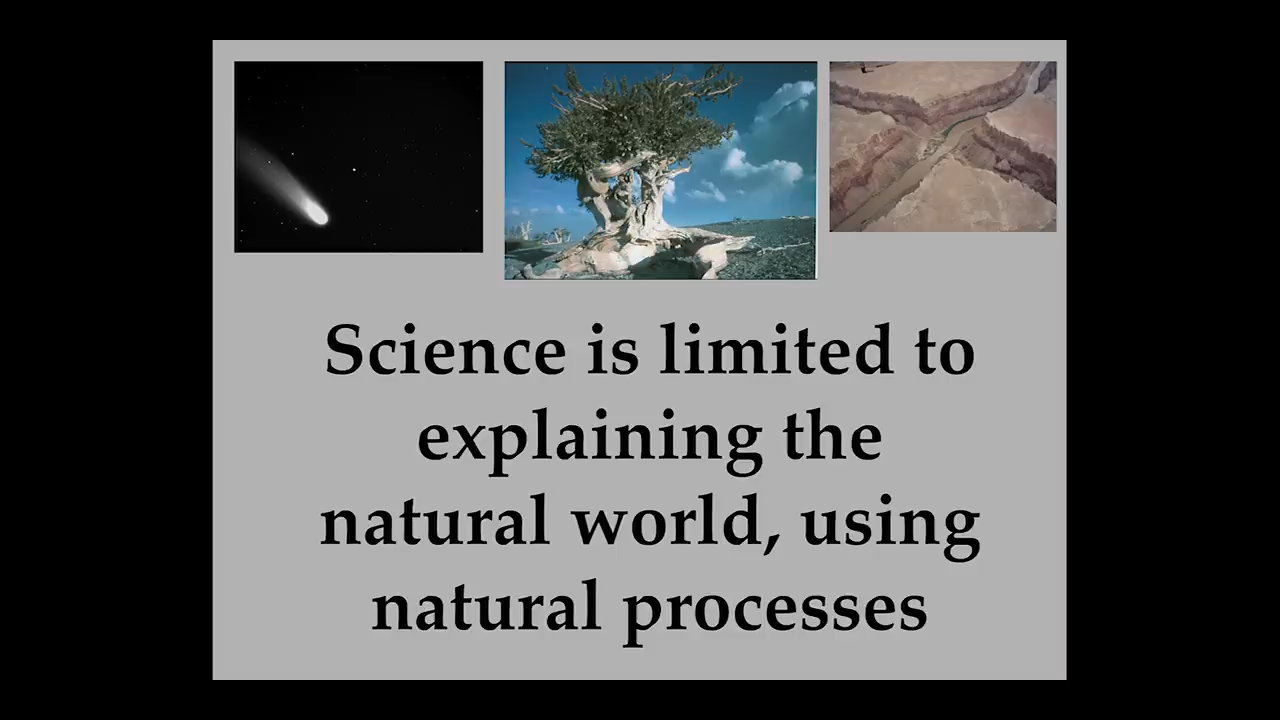 Science is limited to
explaining the
natural world, using
natural processes